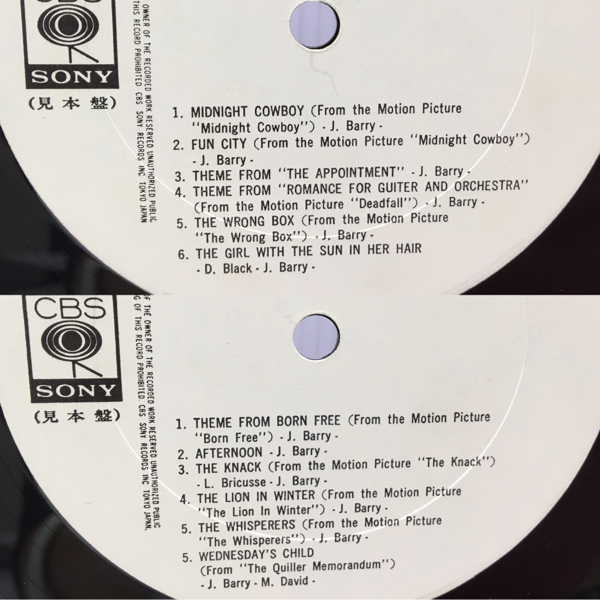 CBS
SONY
(見本盤)
OWNER OF THE RECORDED WORK RESERVED UNAUTHORIZED PUBLIC
THIS RECORD PROHIBITED CBS SONY RECORDS INC TOKYO JAPAN
1. MIDNIGHT COWBOY (From the Motion Picture
"Midnight Cowboy") - J. Barry -
2. FUN CITY (From the Motion Picture "Midnight Cowboy")
- J. Barry -
3. THEME FROM "THE APPOINTMENT" - J. Barry -
4. THEME FROM "ROMANCE FOR GUITER AND ORCHESTRA"
(From the Motion Picture "Deadfall") - J. Barry -
5. THE WRONG BOX (From the Motion Picture
"The Wrong Box") - J. Barry -
6. THE GIRL WITH THE SUN IN HER HAIR
- D. Black - J. Barry -
CBS
SONY
(見本盤)
OF THE OWNER OF THE RECORDED WORK RESERVED UNAUTHORIZED PUBLIC
G OF THIS RECORD PROHIBITED CBS SONY RECORDS INC TOKYO JAPAN.
1. THEME FROM BORN FREE (From the Motion Picture
"Born Free") - J. Barry -
2. AFTERNOON - J. Barry -
3. THE KNACK (From the Motion Picture "The Knack")
- L. Bricusse - J. Barry -
4. THE LION IN WINTER (From the Motion Picture
"The Lion In Winter") - J. Barry -
5. THE WHISPERERS (From the Motion Picture
"The Whisperers") - J. Barry -
5. WEDNESDAY'S CHILD
(From "The Quiller Memorandum")
- J. Barry - M. David -